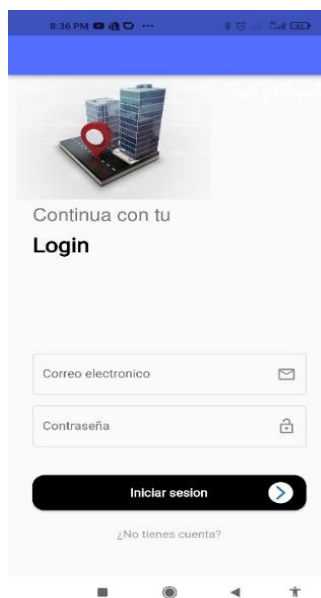 8:36 PM
Continua con tu
Login
Correo electronico
Contraseña
Iniciar sesion
¿No tienes cuenta?